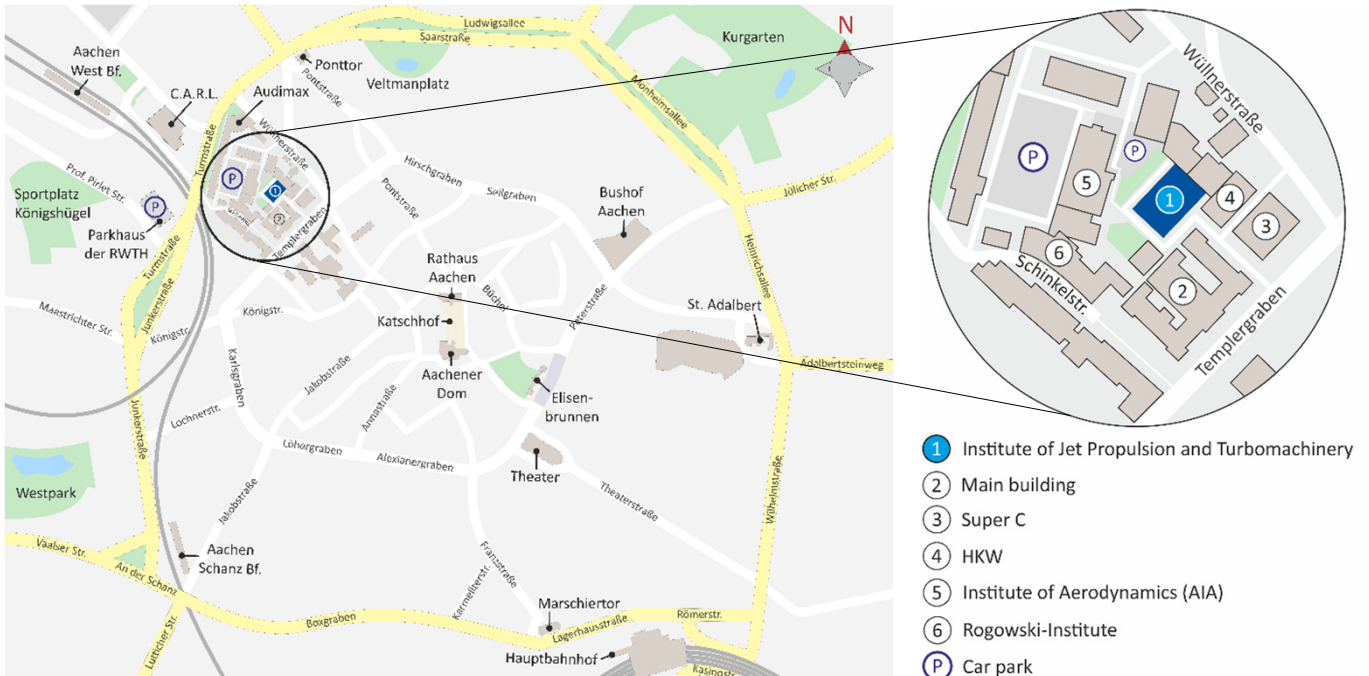 Ludwigsallee
Saarstraße
N
Kurgarten
Aachen
West Bf.
Ponttor
Pontstraße
Veltmanplatz
C.A.R.L.
Audimax
Monheimsallee
Turmstraße
Wüllnerstraße
Hirschgraben
Seilgraben
Prof. Pirlet Str.
P
1
2
Pontstraße
Jülicher Str.
Sportplatz
Königshügel
P
Bushof
Aachen
Templergraben
Parkhaus
der RWTH
Turmstraße
Heinrichsallee
Rathaus
Aachen
Büchel
Peterstraße
Junkerstraße
Maastrichter Str.
Königstr.
Königstr.
Katschhof
St. Adalbert
Adalbertsteinweg
Karlsgraben
Jakobstraße
Aachener
Dom
Annastraße
Elisen-
brunnen
Junkerstraße
Lochnerstr.
Löhergraben
Alexianergraben
Theater
Theaterstraße
Wilhelmstraße
Westpark
Jakobstraße
Vaalser Str.
Aachen
Schanz Bf.
An der Schanz
Franzstraße
Karmeliterstr.
Marschiertor
Römerstr.
Boxgraben
Lagerhausstraße
Lütticher Str.
Hauptbahnhof
Kasinostr
Wüllnerstraße
P
P
5
1
4
3
6
2
Schinkelstr.
Templergraben
1 Institute of Jet Propulsion and Turbomachinery
2 Main building
3 Super C
4 HKW
5 Institute of Aerodynamics (AIA)
6 Rogowski-Institute
P Car park